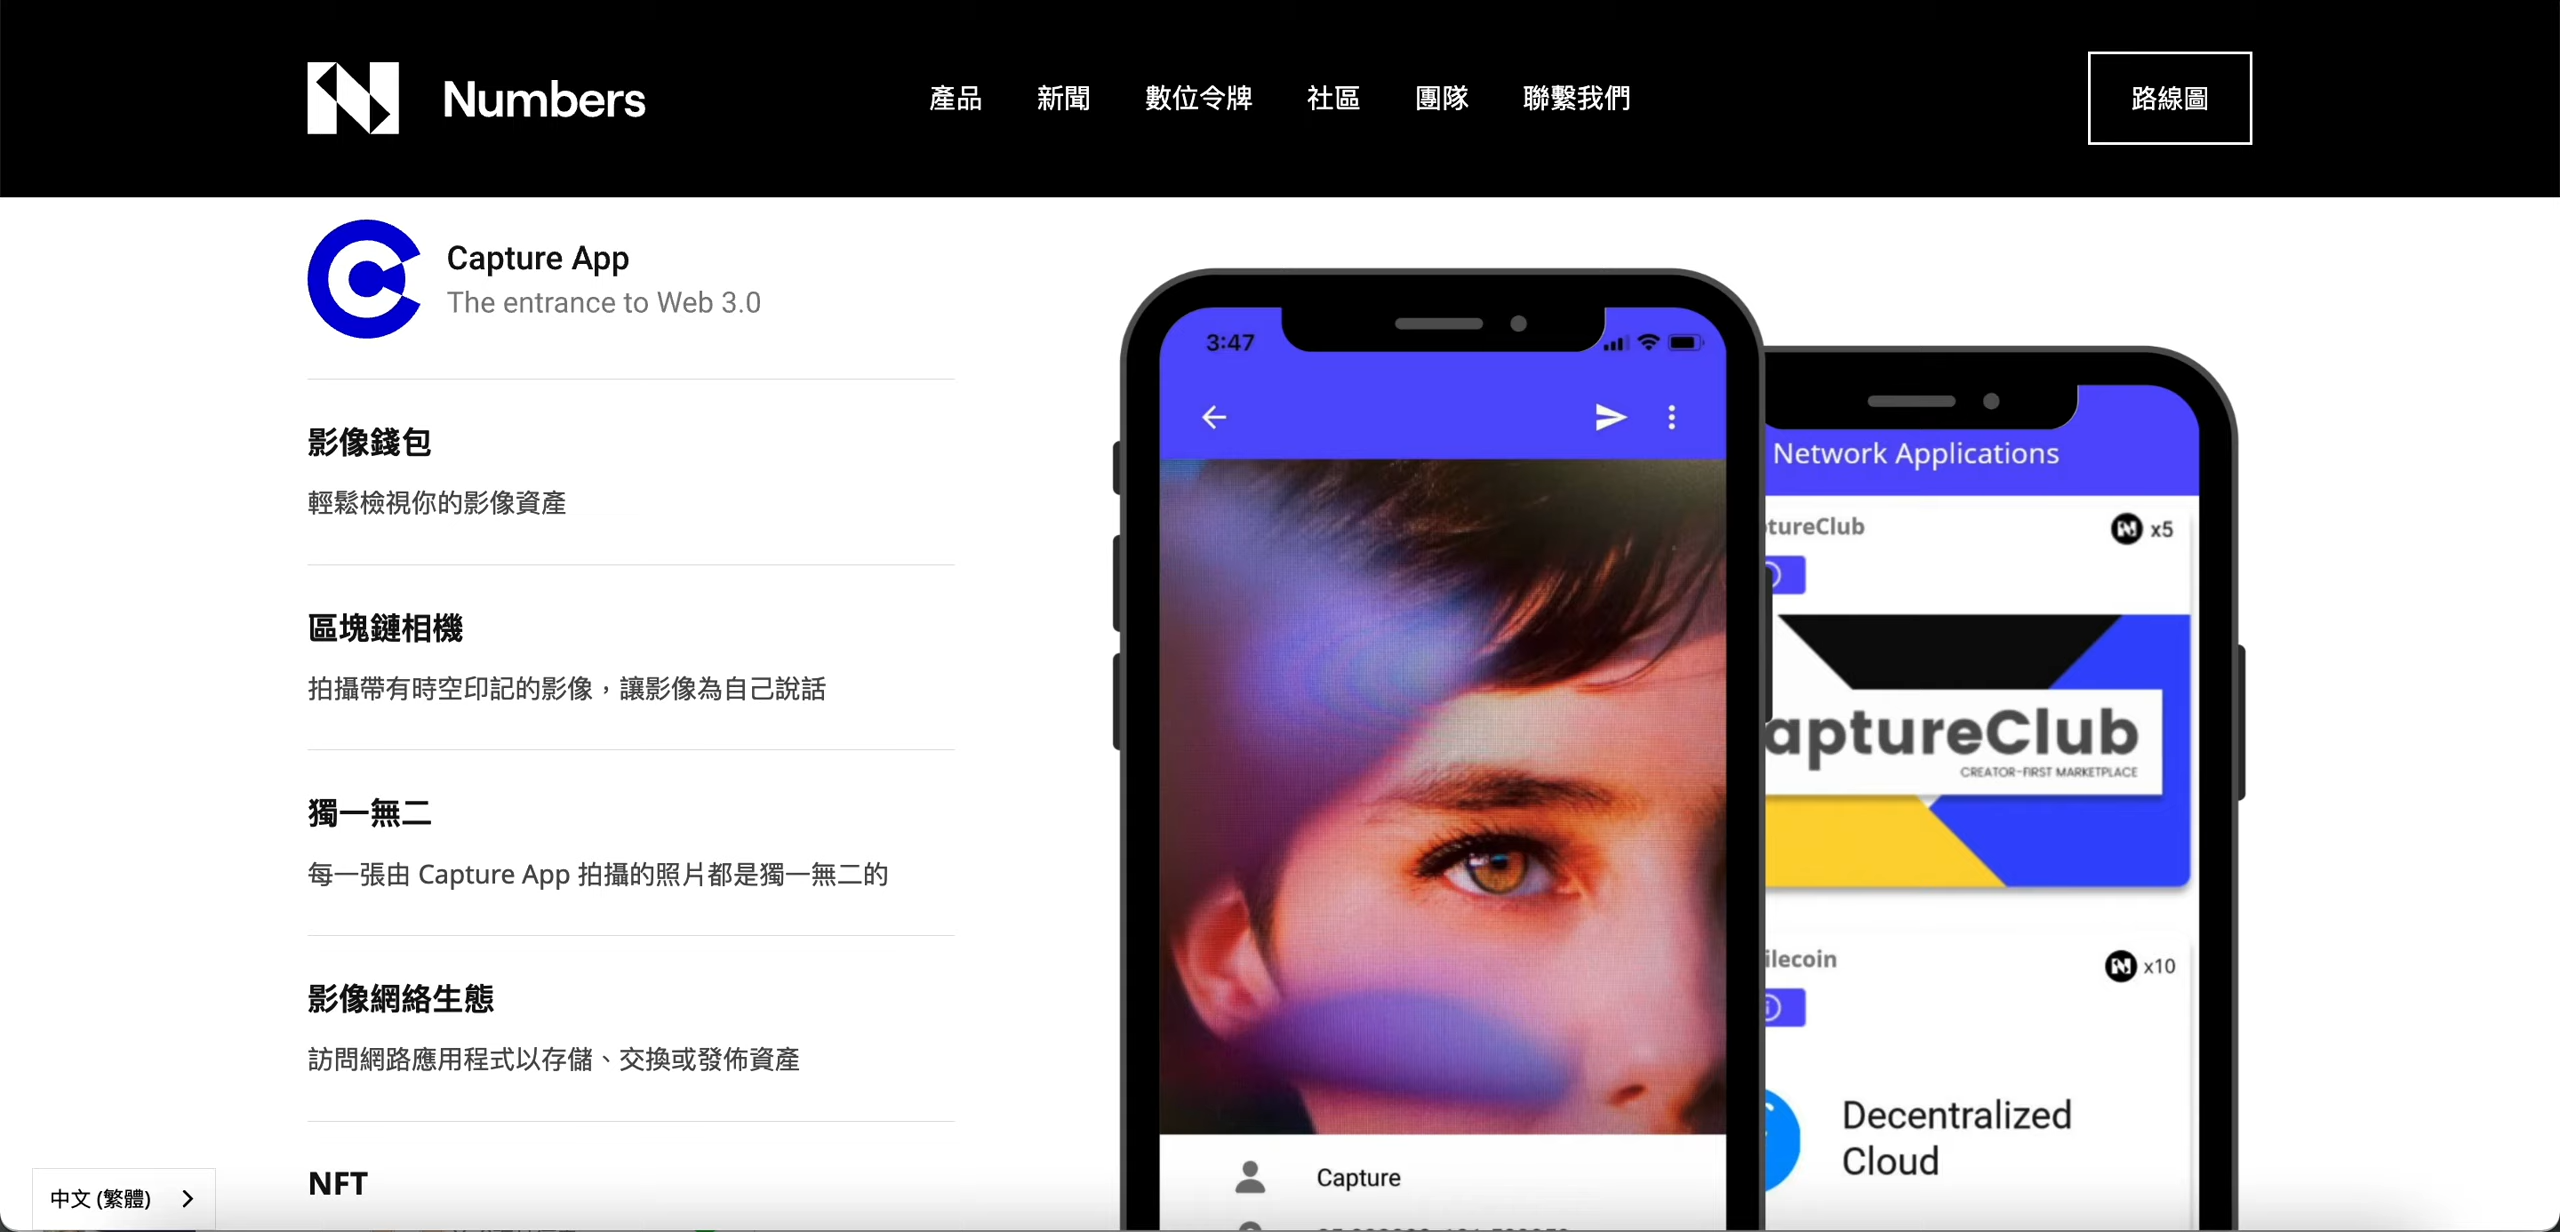 Numbers
產品 新聞 數位令牌 社區 團隊 聯繫我們
路線圖
Capture App
The entrance to Web 3.0
影像錢包
輕鬆檢視你的影像資產
區塊鏈相機
拍攝帶有時空印記的影像，讓影像為自己說話
獨一無二
每一張由 Capture App 拍攝的照片都是獨一無二的
影像網絡生態
訪問網路應用程式以存儲、交換或發佈資產
NFT
中文 (繁體)
3:47
Capture
Network Applications
ptureClub
x5
aptureClub
CREATOR-FIRST MARKETPLACE
ilecoin
x10
Decentralized
Cloud